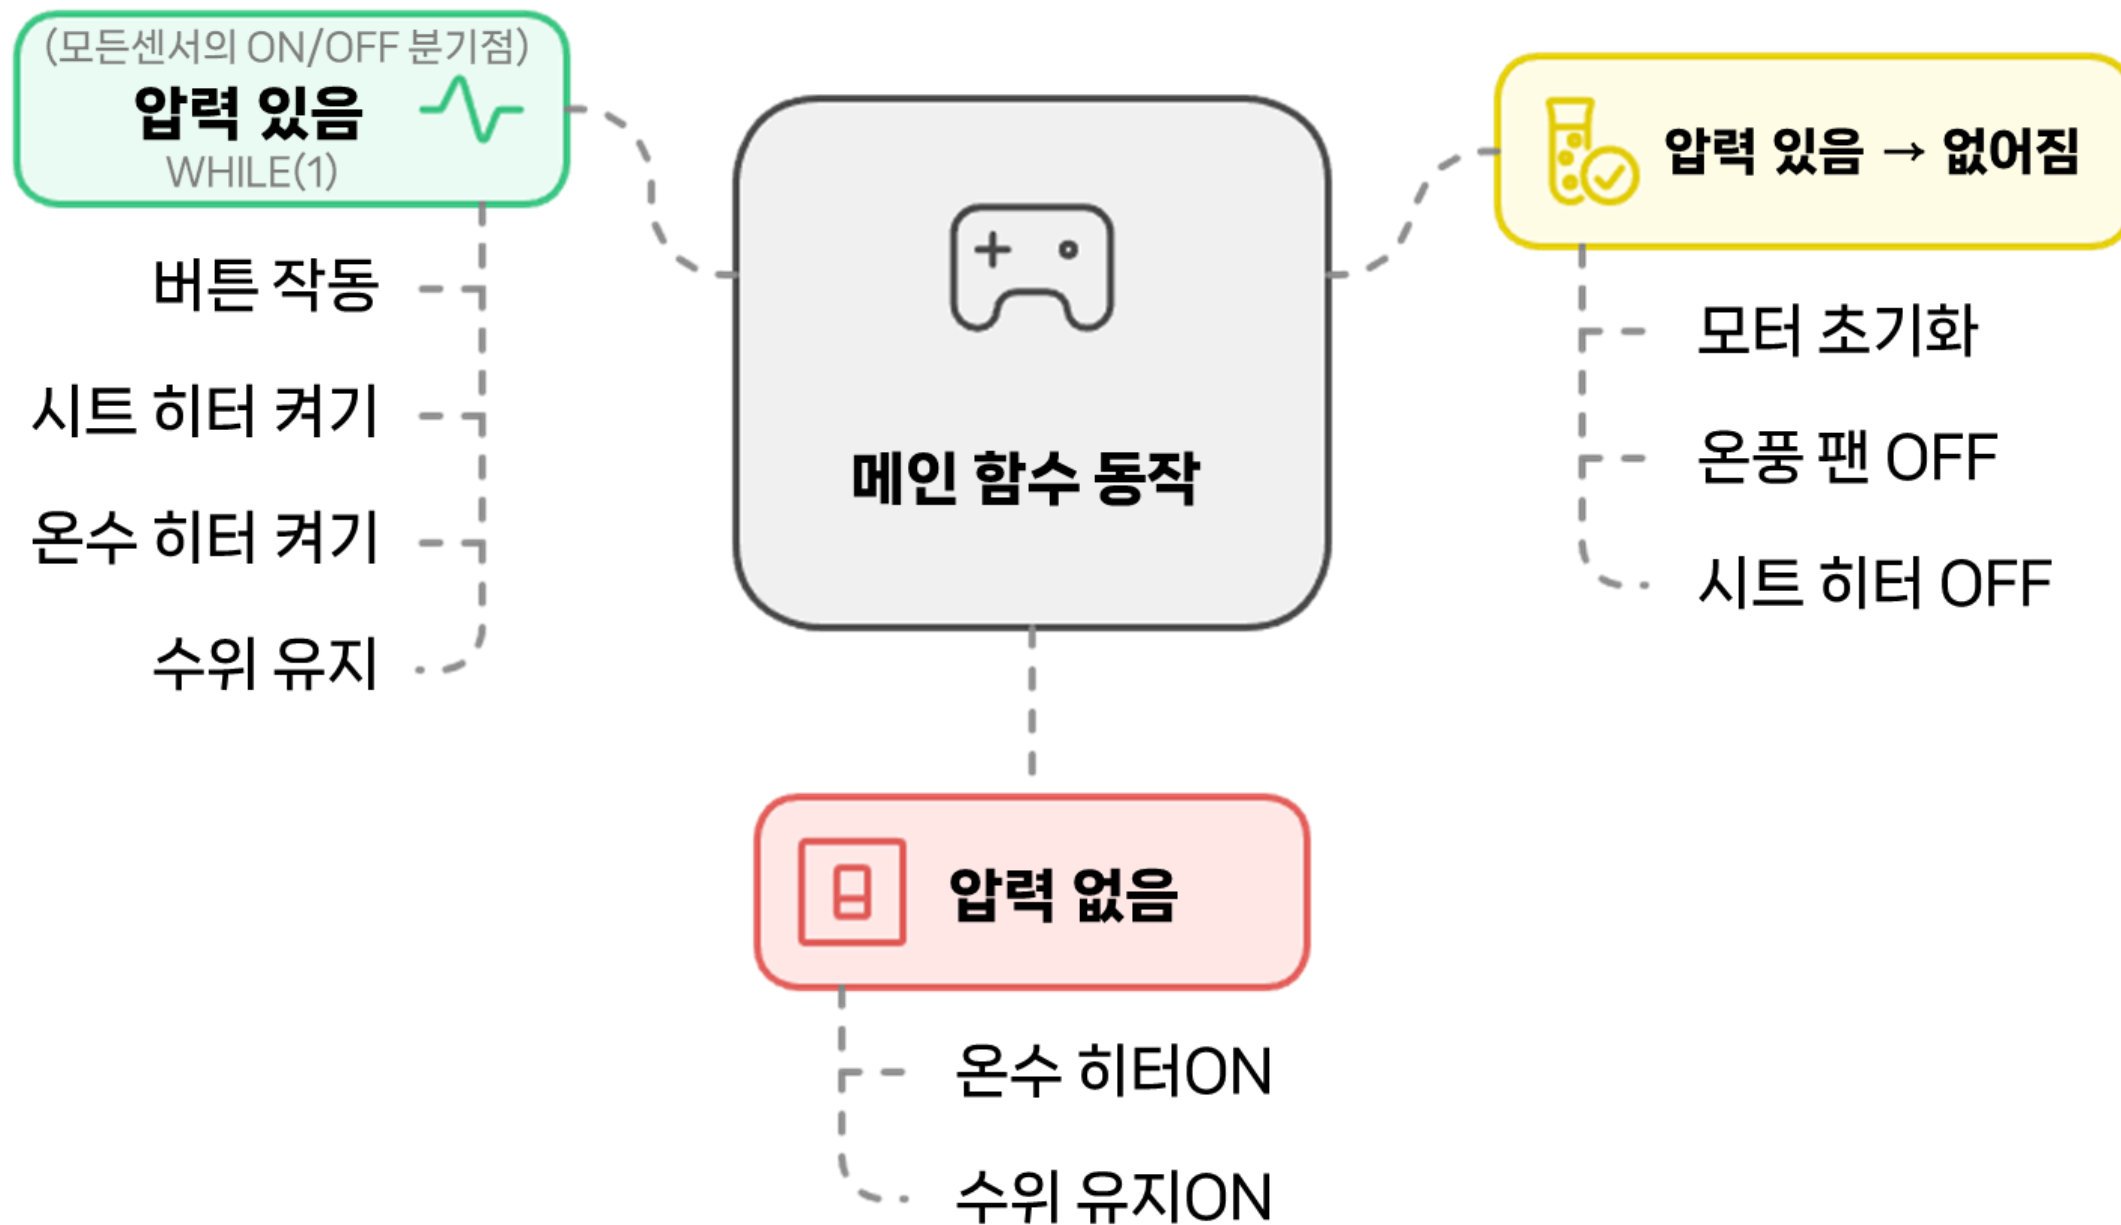 (모든센서의 ON/OFF 분기점)
압력 있음
WHILE(1)
버튼 작동
시트 히터 켜기
온수 히터 켜기
수위 유지
메인 함수 동작
압력 있음 → 없어짐
모터 초기화
온풍 팬 OFF
시트 히터 OFF
압력 없음
온수 히터ON
수위 유지ON